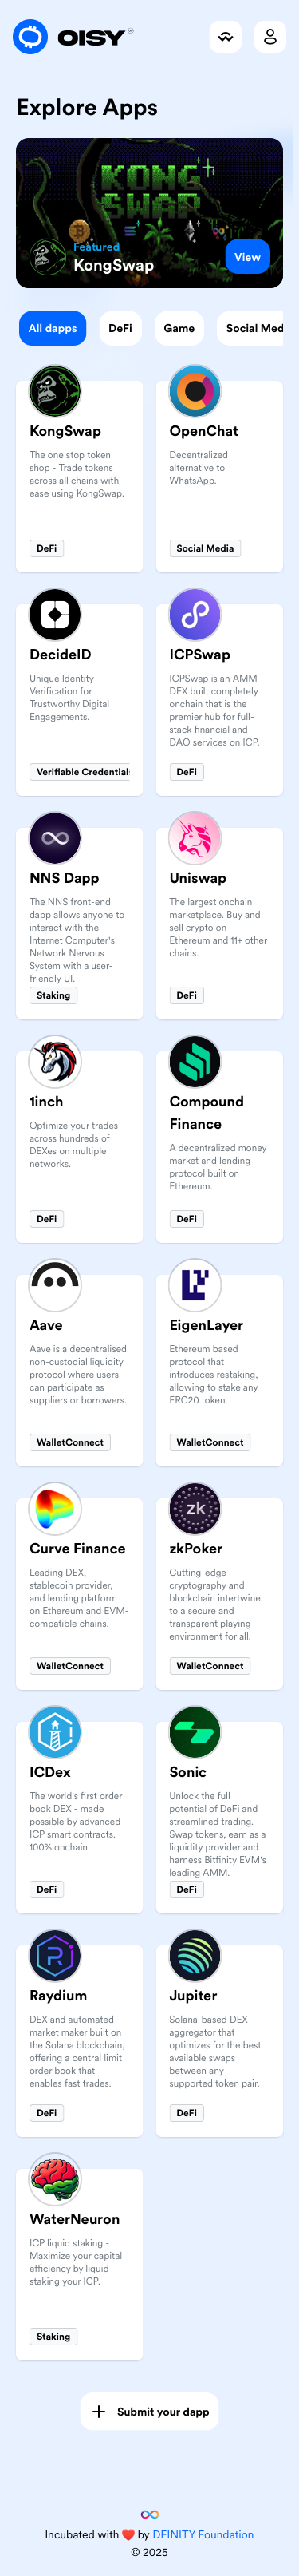 OISY
Explore Apps
KONG
SWAP
Featured
KongSwap
View
All dapps
DeFi
Game
Social Med
KongSwap
The one stop token
shop - Trade tokens
across all chains with
ease using KongSwap.
DeFi
OpenChat
Decentralized
alternative to
WhatsApp.
Social Media
DecideID
Unique Identity
Verification for
Trustworthy Digital
Engagements.
Verifiable Credentials
ICPSwap
ICPSwap is an AMM
DEX built completely
onchain that is the
premier hub for full-
stack financial and
DAO services on ICP.
DeFi
NNS Dapp
The NNS front-end
dapp allows anyone to
interact with the
Internet Computer's
Network Nervous
System with a user-
friendly UI.
Staking
Uniswap
The largest onchain
marketplace. Buy and
sell crypto on
Ethereum and 11+ other
chains.
DeFi
1inch
Optimize your trades
across hundreds of
DEXes on multiple
networks.
DeFi
Compound
Finance
A decentralized money
market and lending
protocol built on
Ethereum.
DeFi
Aave
Aave is a decentralised
non-custodial liquidity
protocol where users
can participate as
suppliers or borrowers.
WalletConnect
EigenLayer
Ethereum based
protocol that
introduces restaking,
allowing to stake any
ERC20 token.
WalletConnect
Curve Finance
Leading DEX,
stablecoin provider,
and lending platform
on Ethereum and EVM-
compatible chains.
WalletConnect
zk
zkPoker
Cutting-edge
cryptography and
blockchain intertwine
to a secure and
transparent playing
environment for all.
WalletConnect
ICDex
The world's first order
book DEX - made
possible by advanced
ICP smart contracts.
100% onchain.
DeFi
Sonic
Unlock the full
potential of DeFi and
streamlined trading.
Swap tokens, earn as a
liquidity provider and
harness Bitfinity EVM's
leading AMM.
DeFi
Raydium
DEX and automated
market maker built on
the Solana blockchain,
offering a central limit
order book that
enables fast trades.
DeFi
Jupiter
Solana-based DEX
aggregator that
optimizes for the best
available swaps
between any
supported token pair.
DeFi
WaterNeuron
ICP liquid staking -
Maximize your capital
efficiency by liquid
staking your ICP.
Staking
Submit your dapp
Incubated with ❤️ by DFINITY Foundation
© 2025